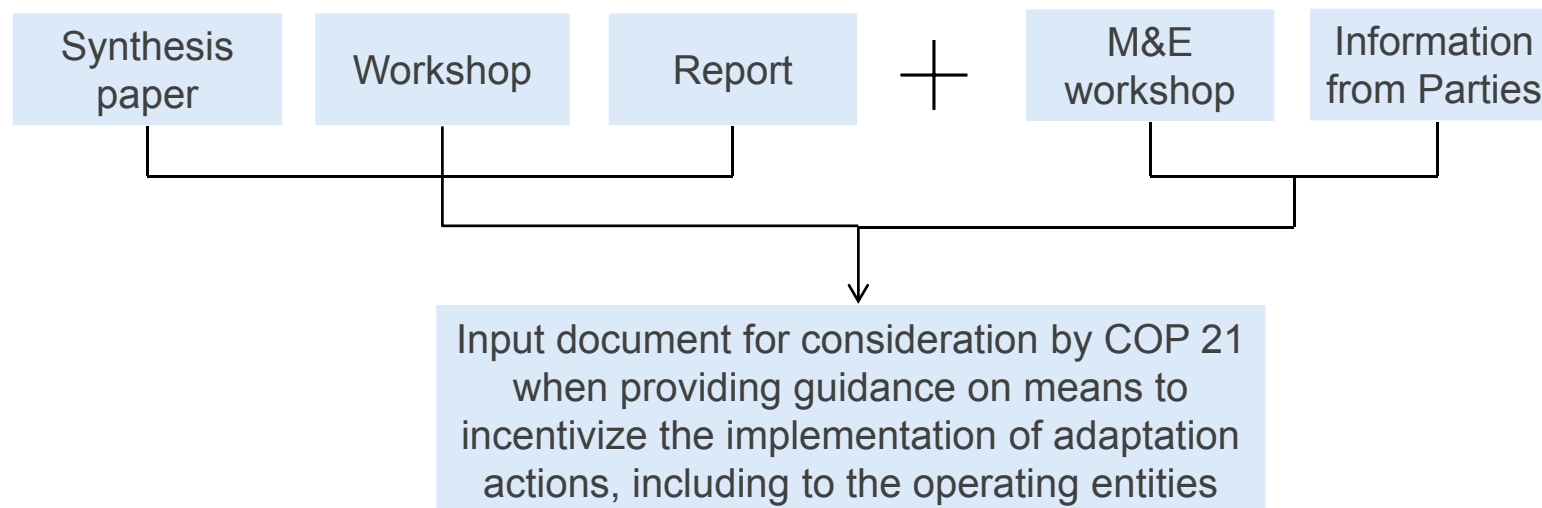 Synthesis
paper
Workshop
Report
M&E
workshop
Information
from Parties
Input document for consideration by COP 21
when providing guidance on means to
incentivize the implementation of adaptation
actions, including to the operating entities